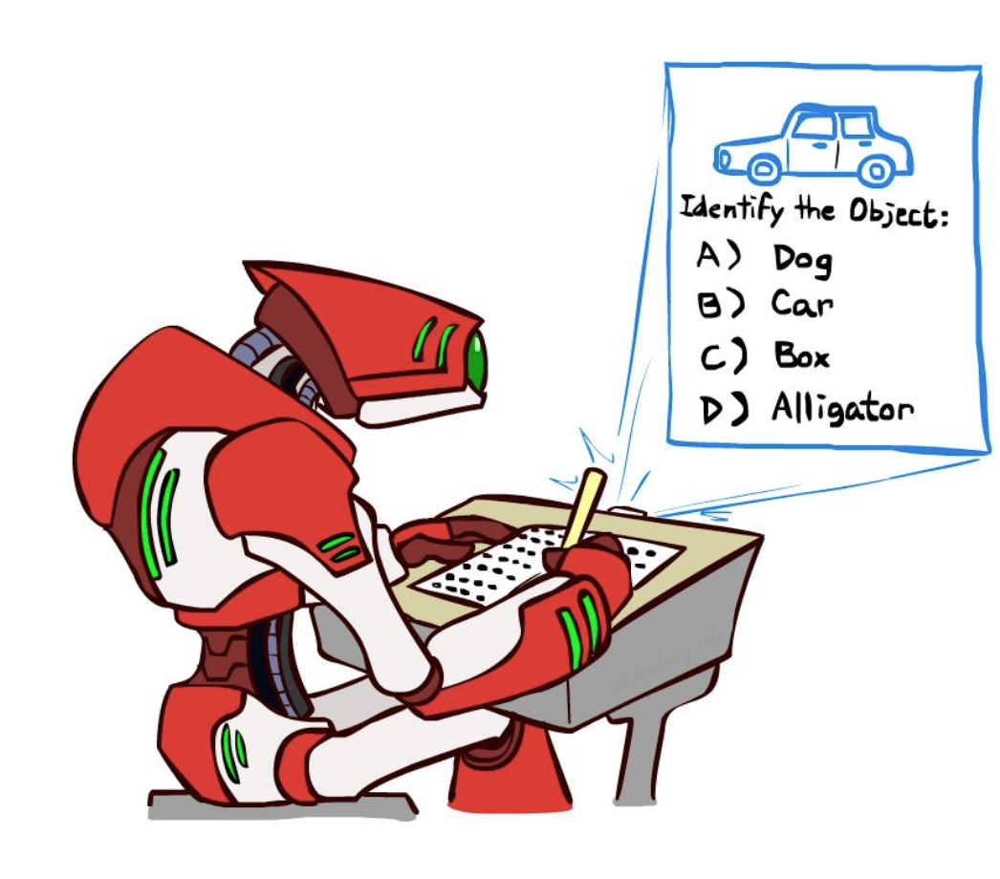 Identify the Object:
A) Dog
B) Car
C) Box
D) Alligator